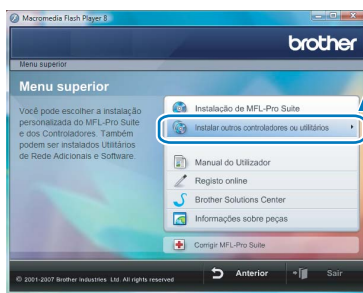 Macromedia Flash Player 8
brother
Menu superior
Menu superior
Você pode escolher a instalação
personalizada do MFL-Pro Suite
e dos Controladores. Também
podem ser instalados Utilitários
de Rede Adicionais e Software.
Instalação de MFL-Pro Suite
Instalar outros controladores ou utilitários
Manual do Utilizador
Registo online
Brother Solutions Center
Informações sobre peças
Corrigir MFL-Pro Suite
© 2001-2007 Brother Industries Ltd. All rights reserved
Anterior
Sair